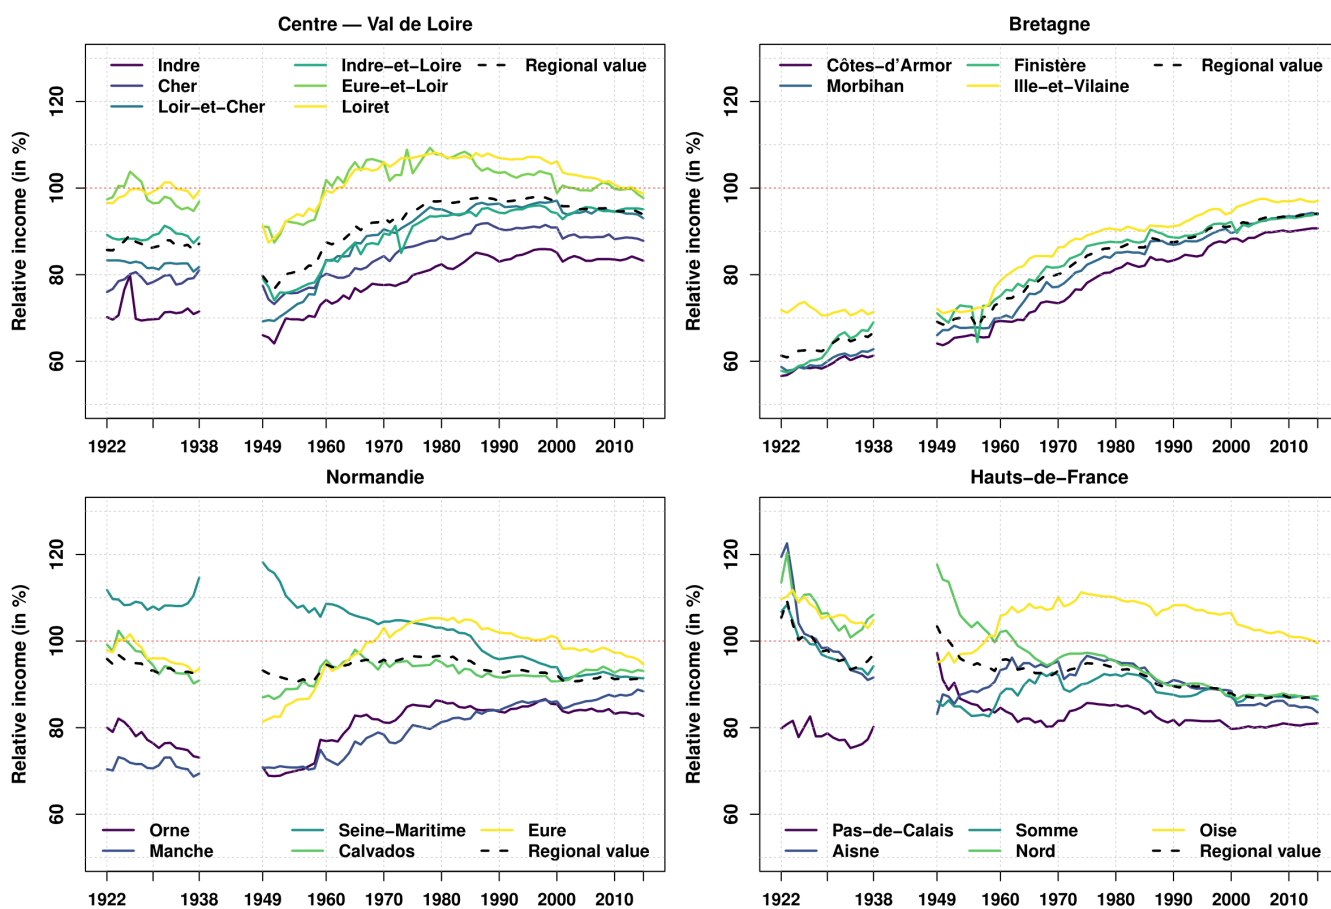 Centre — Val de Loire
Relative income (in %)
120
100
80
60
Indre
Cher
Loir−et−Cher
Indre−et−Loire
Eure−et−Loir
Loiret
Regional value
1922 1938 1949 1960 1970 1980 1990 2000 2010
Bretagne
Relative income (in %)
120
100
80
60
Côtes−d'Armor
Morbihan
Finistère
Ille−et−Vilaine
Regional value
1922 1938 1949 1960 1970 1980 1990 2000 2010
Normandie
Relative income (in %)
120
100
80
60
Orne
Manche
Seine−Maritime
Calvados
Eure
Regional value
1922 1938 1949 1960 1970 1980 1990 2000 2010
Hauts−de−France
Relative income (in %)
120
100
80
60
Pas−de−Calais
Aisne
Somme
Nord
Oise
Regional value
1922 1938 1949 1960 1970 1980 1990 2000 2010